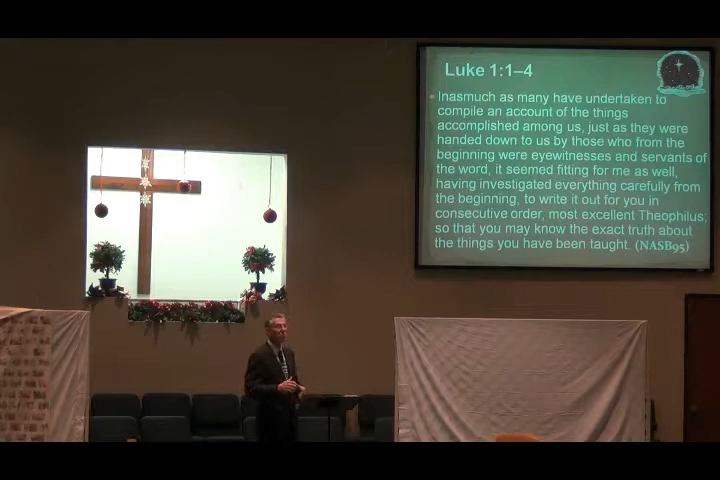 Luke 1:1–4
Inasmuch as many have undertaken to
compile an account of the things
accomplished among us, just as they were
handed down to us by those who from the
beginning were eyewitnesses and servants of
the word, it seemed fitting for me as well,
having investigated everything carefully from
the beginning, to write it out for you in
consecutive order, most excellent Theophilus;
so that you may know the exact truth about
the things you have been taught. (NASB95)